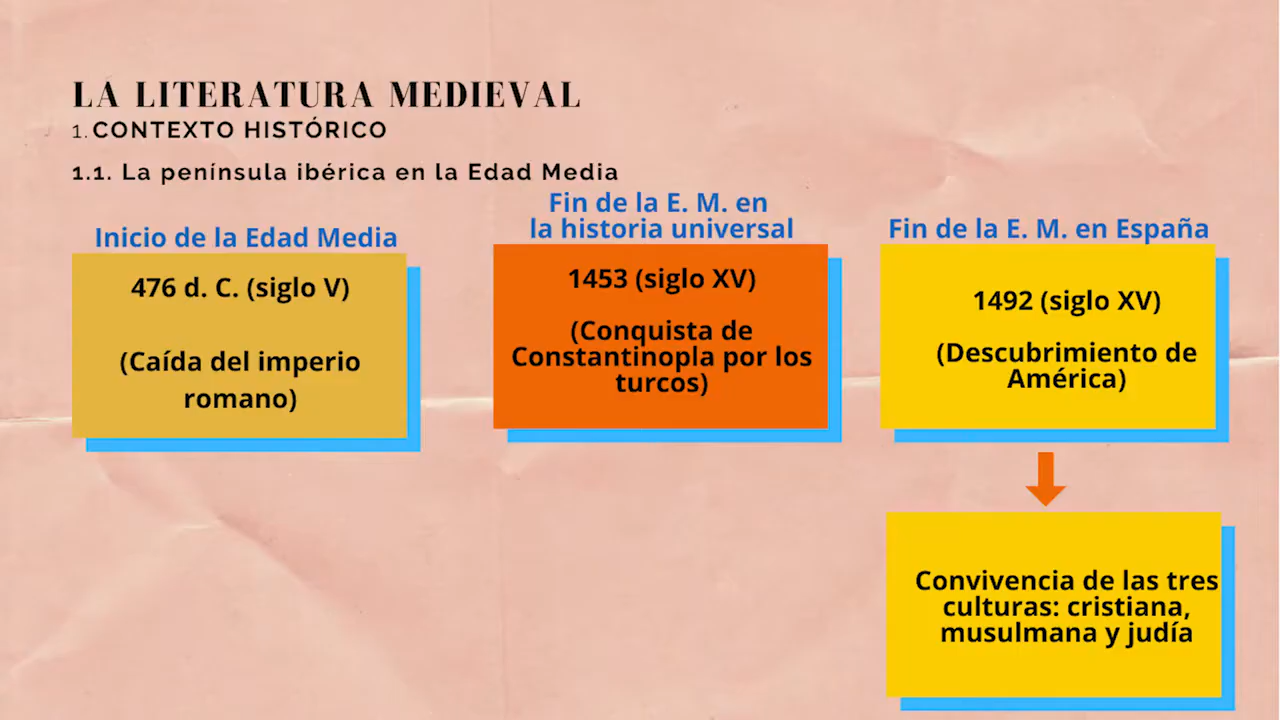 LA LITERATURA MEDIEVAL
1. CONTEXTO HISTÓRICO
1.1. La península ibérica en la Edad Media
Inicio de la Edad Media
476 d. C. (siglo V)
(Caída del imperio
romano)
Fin de la E. M. en
la historia universal
1453 (siglo XV)
(Conquista de
Constantinopla por los
turcos)
Fin de la E. M. en España
1492 (siglo XV)
(Descubrimiento de
América)
Convivencia de las tres
culturas: cristiana,
musulmana y judía